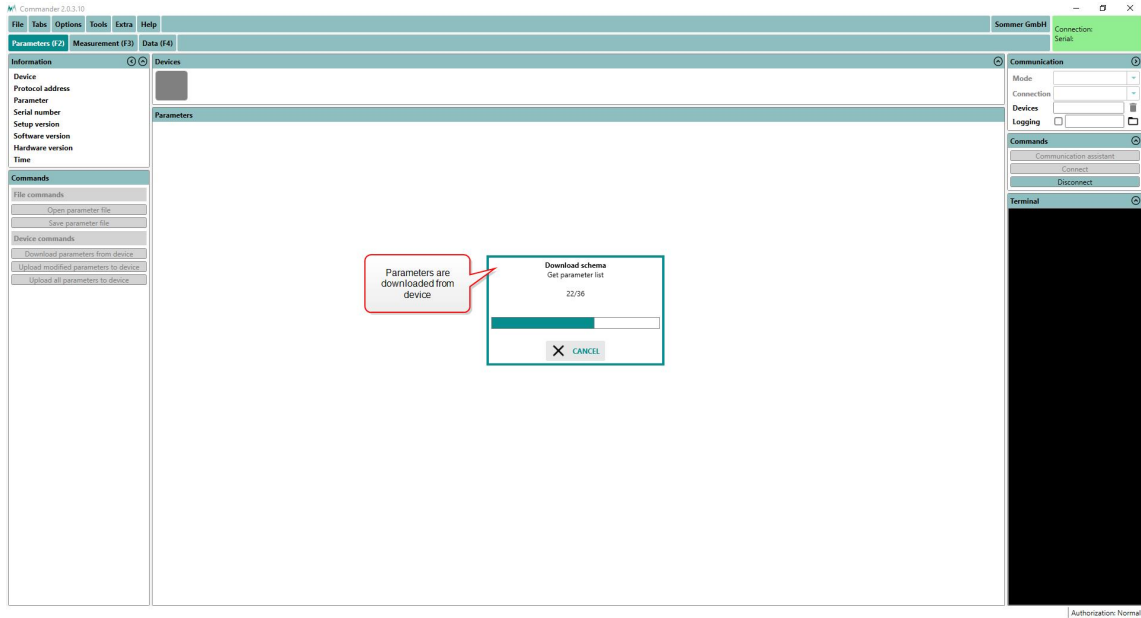 Commander 2.0.3.10
File Tabs Options Tools Extra Help
Sommer GmbH
Connection:
Serial:
Parameters (F2) Measurement (F3) Data (F4)
Information
Device
Protocol address
Parameter
Serial number
Setup version
Software version
Hardware version
Time
Commands
File commands
Open parameter file
Save parameter file
Device commands
Download parameters from device
Upload modified parameters to device
Upload all parameters to device
Devices
Parameters
Parameters are
downloaded from
device
Download schema
Get parameter list
22/36
CANCEL
Communication
Mode
Connection
Devices
Logging
Commands
Communication assistant
Connect
Disconnect
Terminal
Authorization: Normal